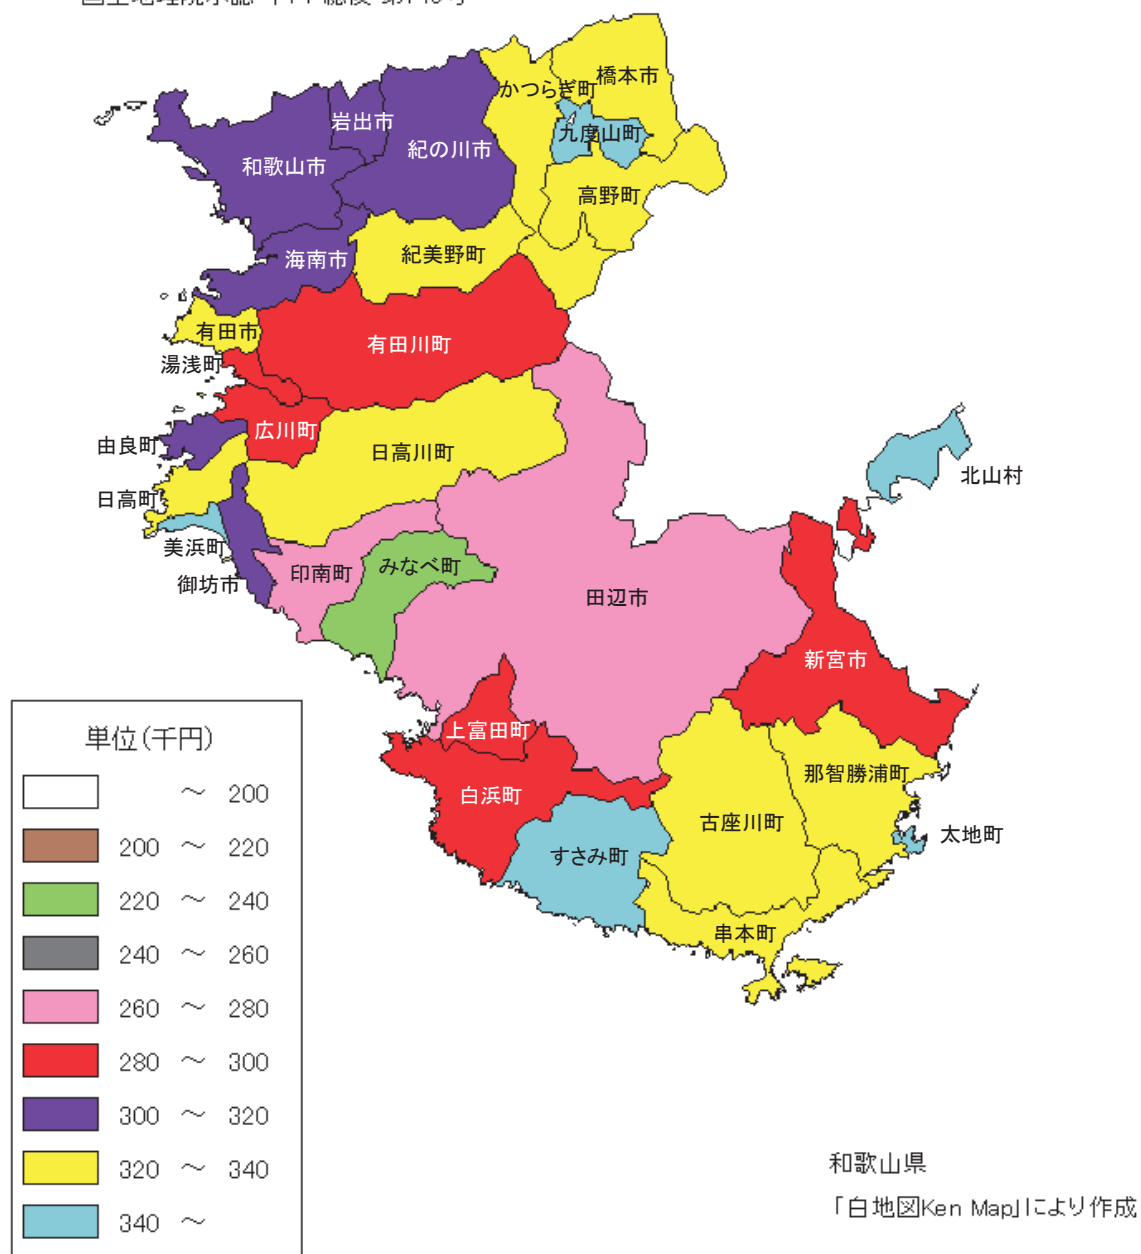 かつらぎ町
橋本市
岩出市
九度山町
紀の川市
和歌山市
高野町
海南市
紀美野町
有田市
有田川町
湯浅町
広川町
由良町
日高川町
北山村
日高町
美浜町
みなべ町
印南町
御坊市
田辺市
新宮市
上富田町
那智勝浦町
白浜町
古座川町
太地町
すさみ町
串本町
単位(千円)
～ 200
200 ～ 220
220 ～ 240
240 ～ 260
260 ～ 280
280 ～ 300
300 ～ 320
320 ～ 340
340 ～
和歌山県
「白地図Ken Map」により作成